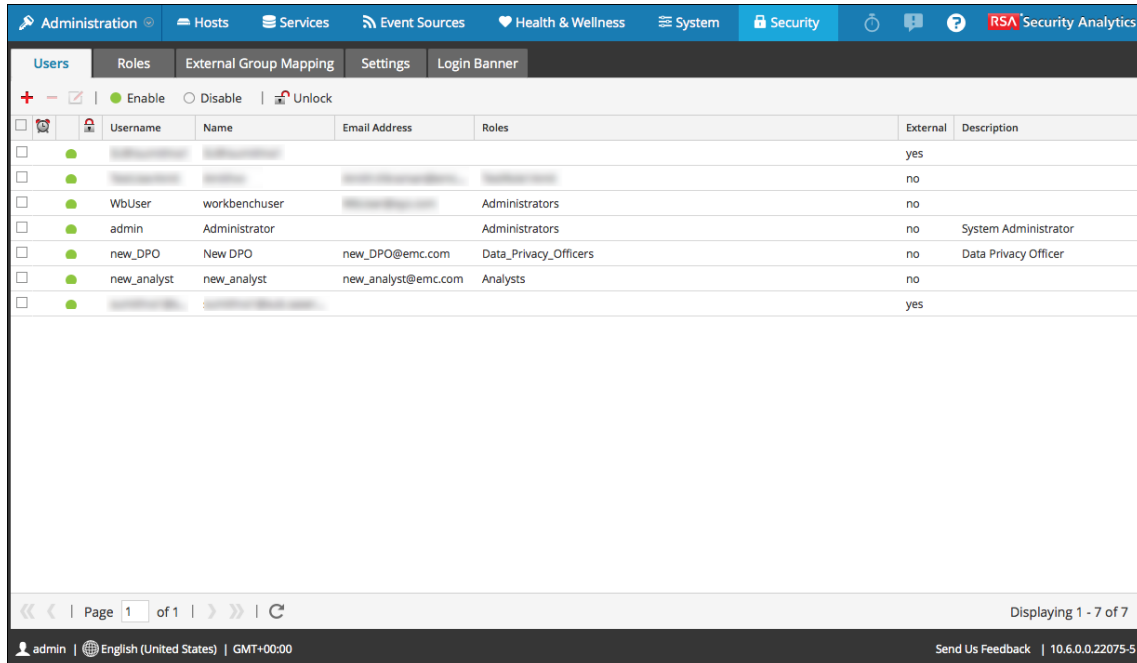 Administration Hosts Services Event Sources Health & Wellness System Security RSA Security Analytics
Users Roles External Group Mapping Settings Login Banner
Enable Disable | Unlock
Username Name Email Address Roles External Description
yes
no
WbUser workbenchuser Administrators no
admin Administrator Administrators no System Administrator
new_DPO New DPO new_DPO@emc.com Data_Privacy_Officers no Data Privacy Officer
new_analyst new_analyst new_analyst@emc.com Analysts no
yes
Page 1 of 1 Displaying 1 - 7 of 7
admin | English (United States) | GMT+00:00 Send Us Feedback | 10.6.0.0.22075-5